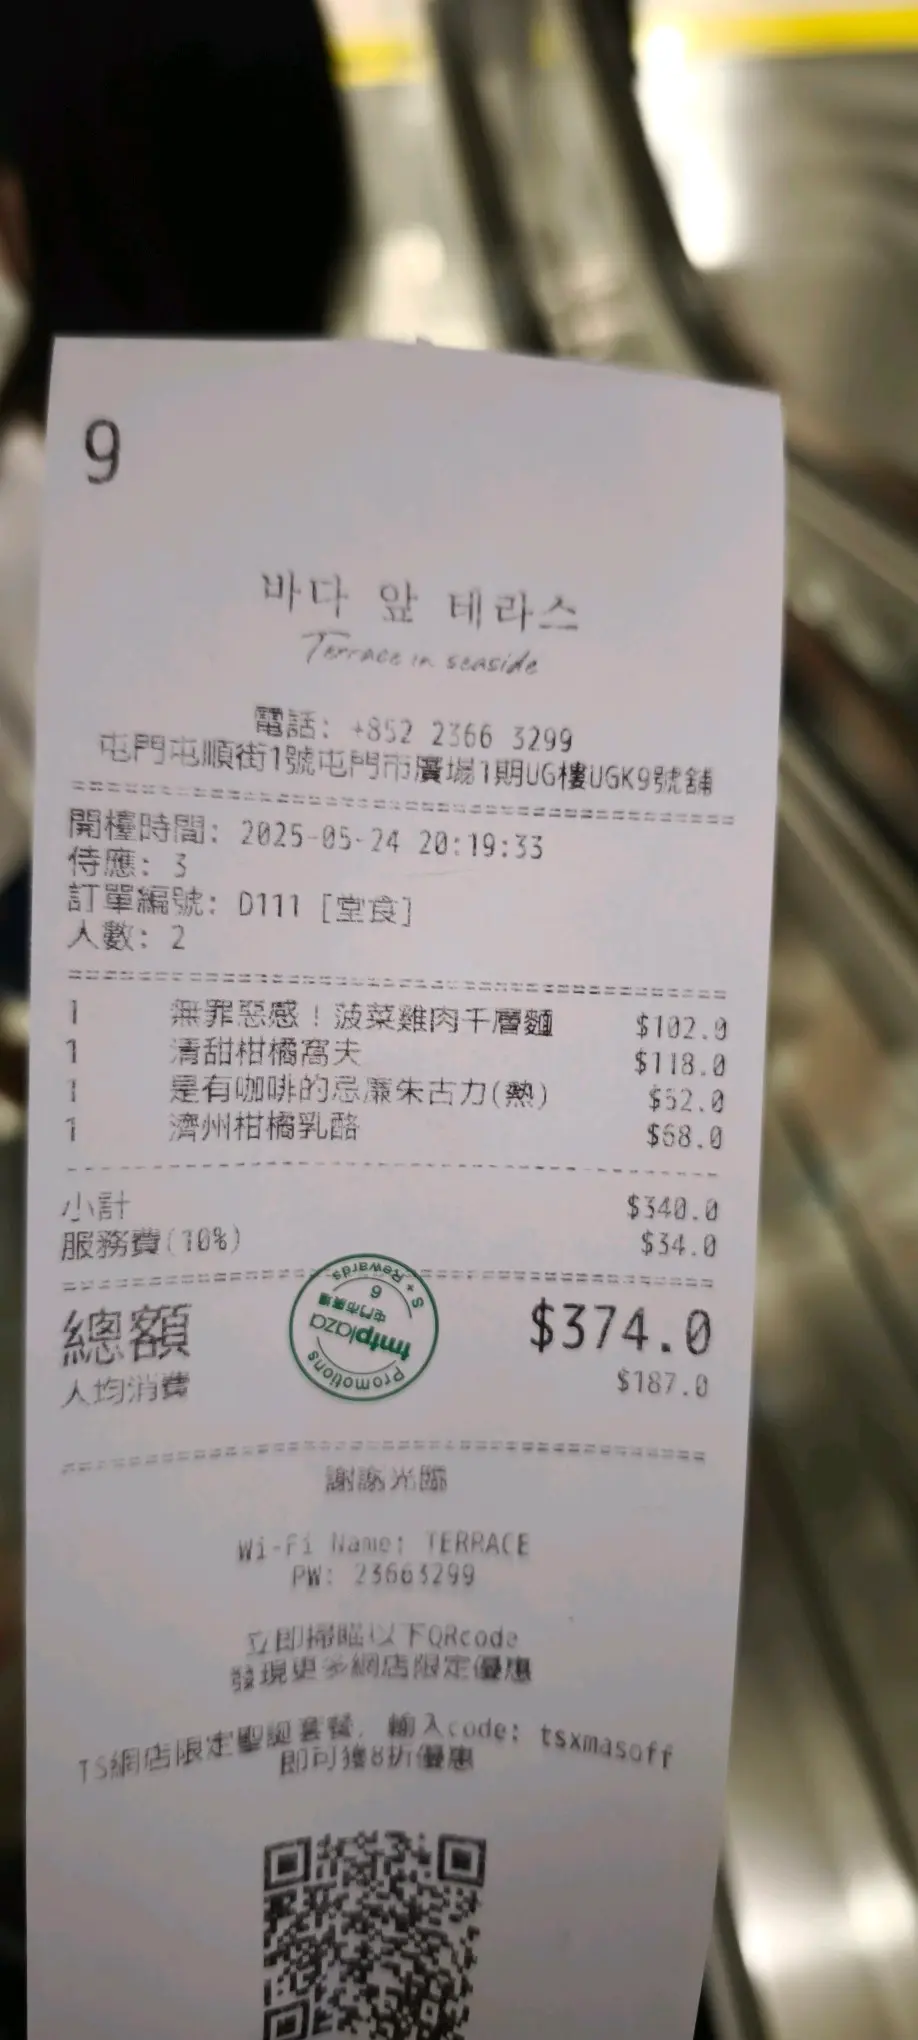 9
바다 앞 테라스
Terrace in seaside
電話: +852 2366 3299
屯門屯順街1號屯門市廣場1期UG樓UGK9號舖
開檯時間: 2025-05-24 20:19:33
侍應: 3
訂單編號: D111 [堂食]
人數: 2
1 無罪惡感！菠菜雞肉千層麵 $102.0
1 清甜柑橘窩夫 $118.0
1 是有咖啡的忌廉朱古力(熱) $52.0
1 濟州柑橘乳酪 $68.0
小計 $340.0
服務費(10%) $34.0
總額 $374.0
人均消費 $187.0
S + Rewards
6
屯門市廣場
tmtplaza
Promotions
謝謝光臨
Wi-Fi Name: TERRACE
PW: 23663299
立即掃瞄以下QRcode
發現更多網店限定優惠
TS網店限定聖誕套餐, 輸入code: tsxmasoff
即可獲8折優惠